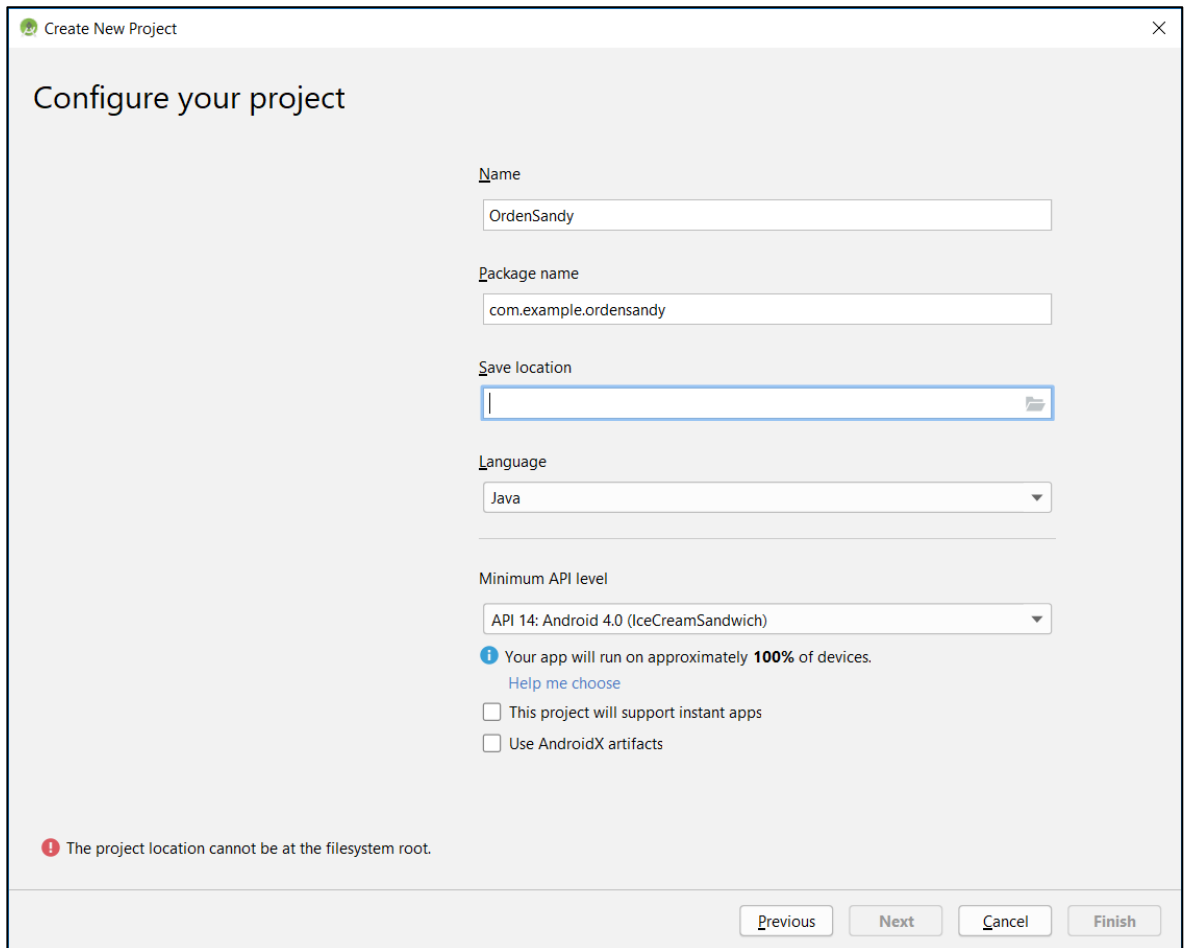 Create New Project
Configure your project
Name
OrdenSandy
Package name
com.example.ordensandy
Save location
Language
Java
Minimum API level
API 14: Android 4.0 (IceCreamSandwich)
Your app will run on approximately 100% of devices.
Help me choose
This project will support instant apps
Use AndroidX artifacts
The project location cannot be at the filesystem root.
Previous Next Cancel Finish